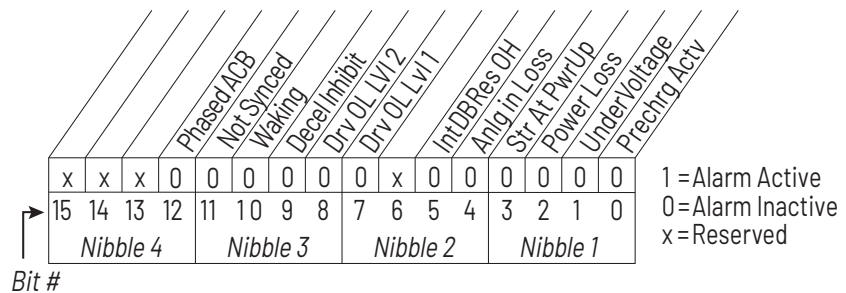 Phased ACB
Not Synced
Waking
Decel Inhibit
Drv OL LVl 2
Drv OL Lvl 1
IntDBRes OH
Anlg in Loss
Str At PwrUp
Power Loss
UnderVoltage
Prechrg Actv
x x x 0 0 0 0 0 0 x 0 0 0 0 0 0
15 14 13 12 11 10 9 8 7 6 5 4 3 2 1 0
Nibble 4 Nibble 3 Nibble 2 Nibble 1
Bit #
1 =Alarm Active
0=Alarm Inactive
x =Reserved